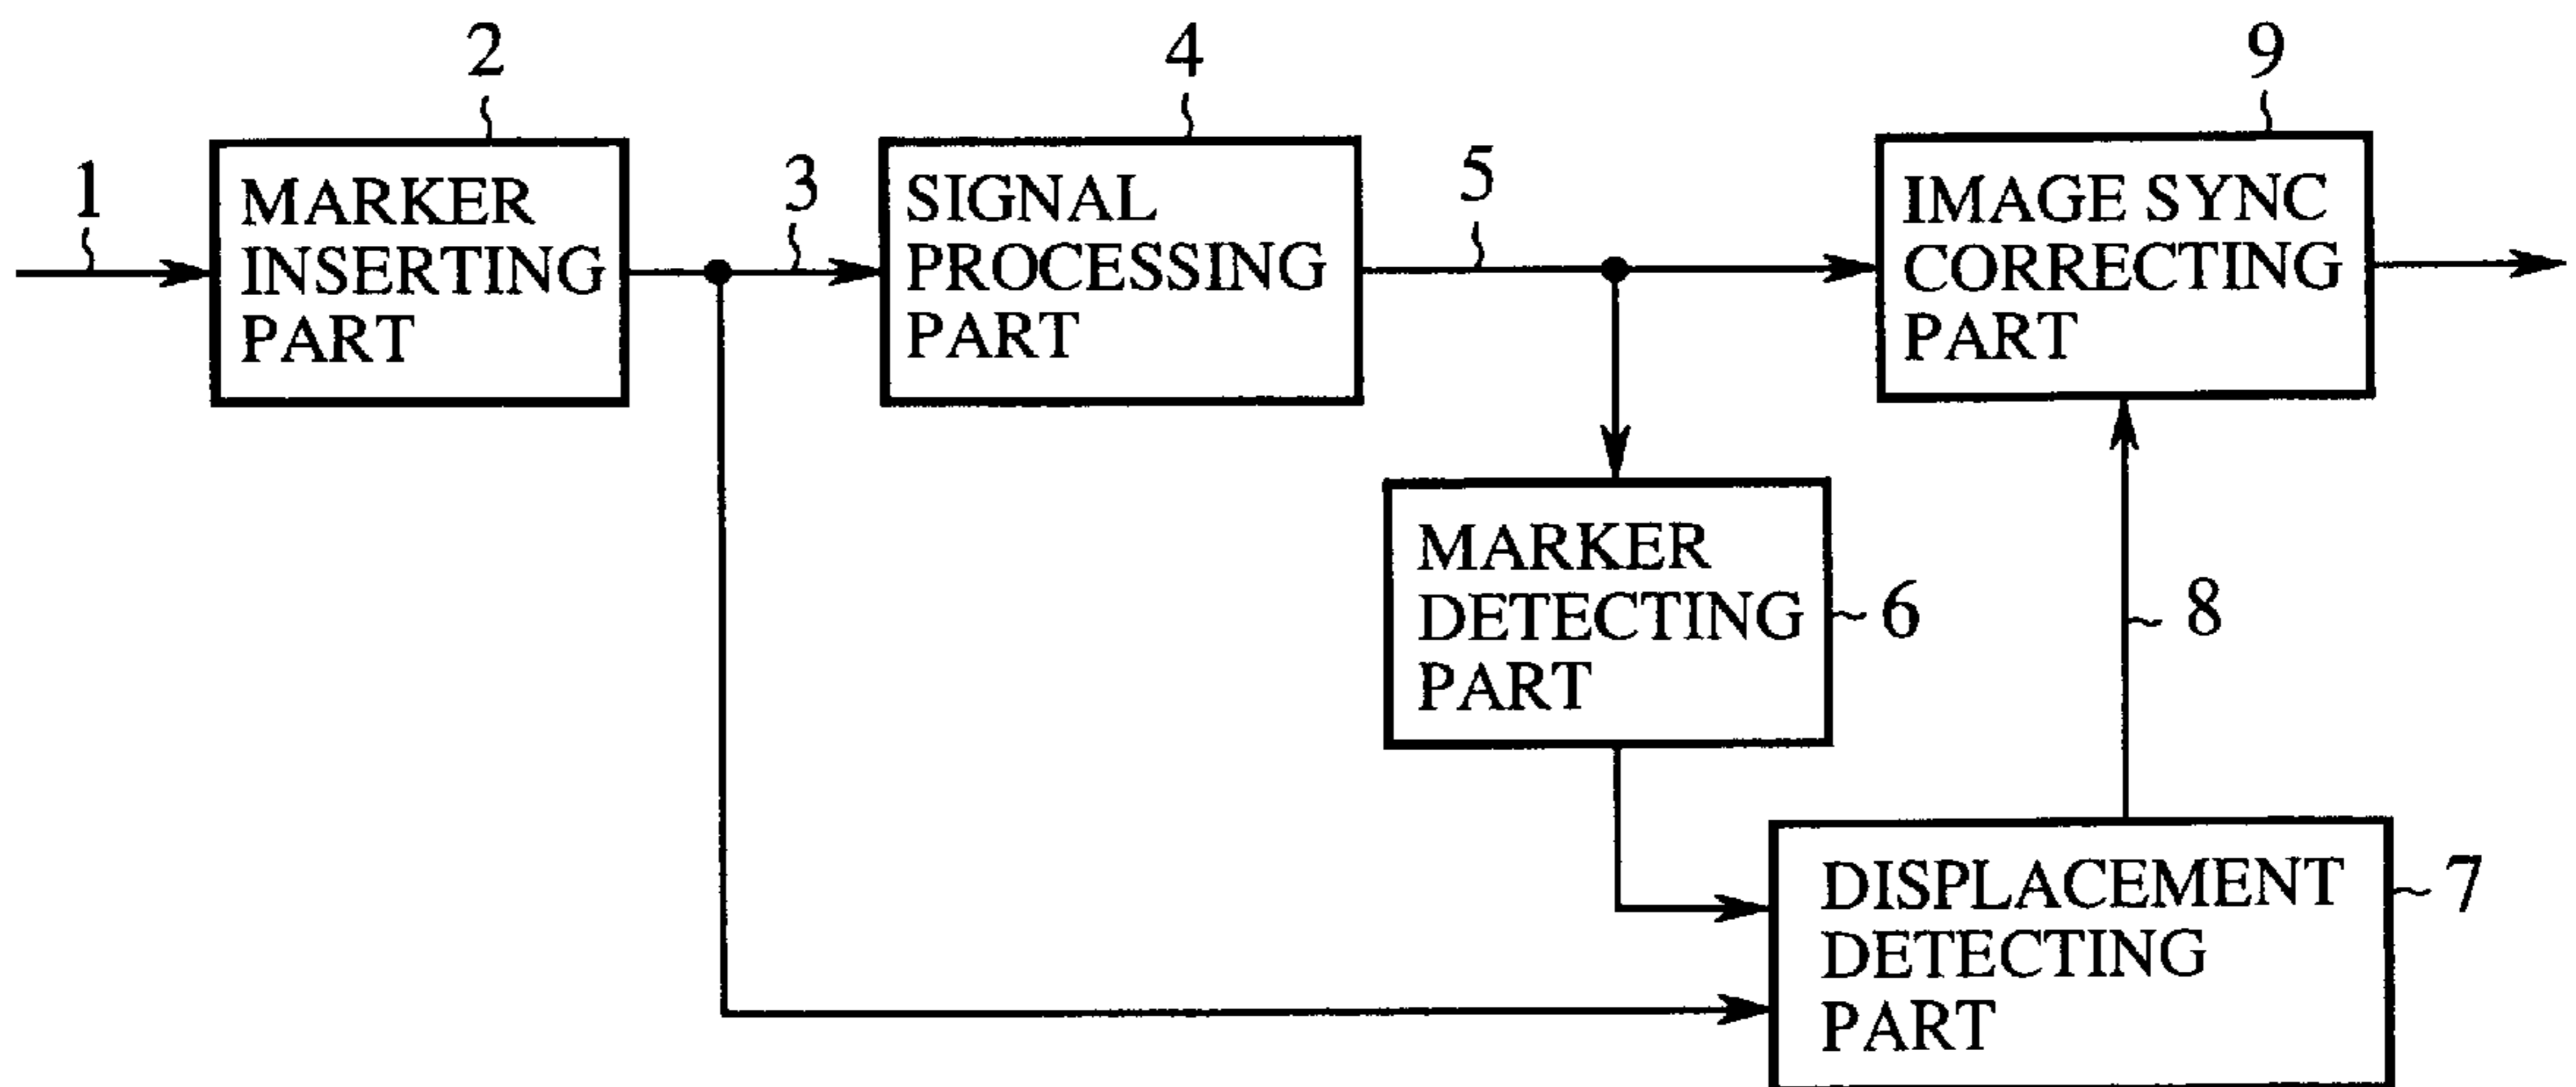 2
4
9
1
MARKER
INSERTING
PART
3
SIGNAL
PROCESSING
PART
5
IMAGE SYNC
CORRECTING
PART
MARKER
DETECTING
PART
6
8
DISPLACEMENT
DETECTING
PART
7